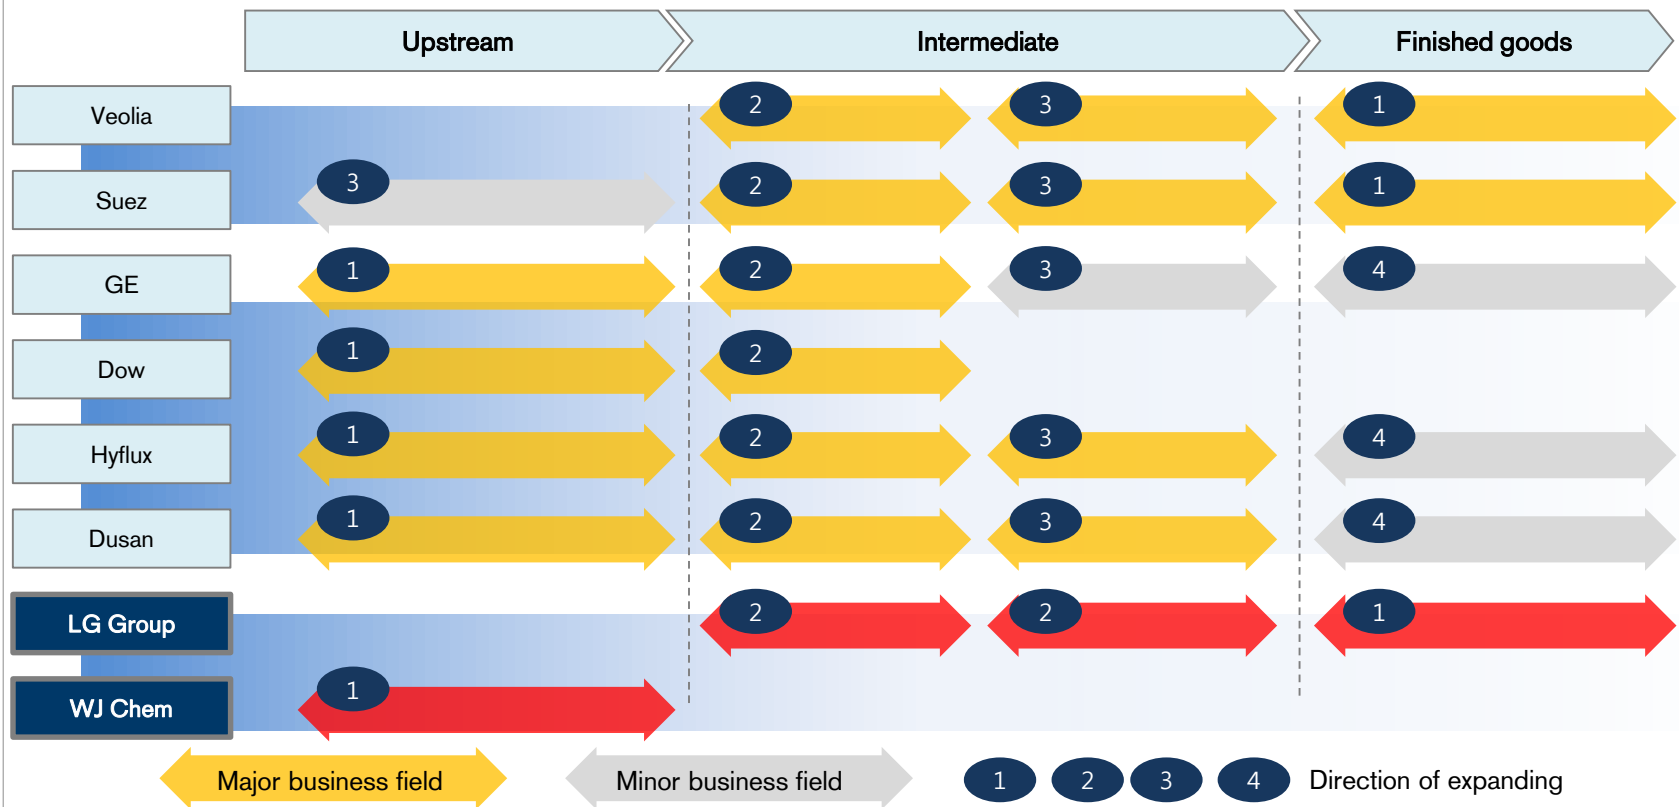 Upstream Intermediate Finished goods
Veolia 2 3 1
Suez 3 2 3 1
GE 1 2 3 4
Dow 1 2
Hyflux 1 2 3 4
Dusan 1 2 3 4
LG Group 2 2 1
WJ Chem 1
Major business field Minor business field 1 2 3 4 Direction of expanding